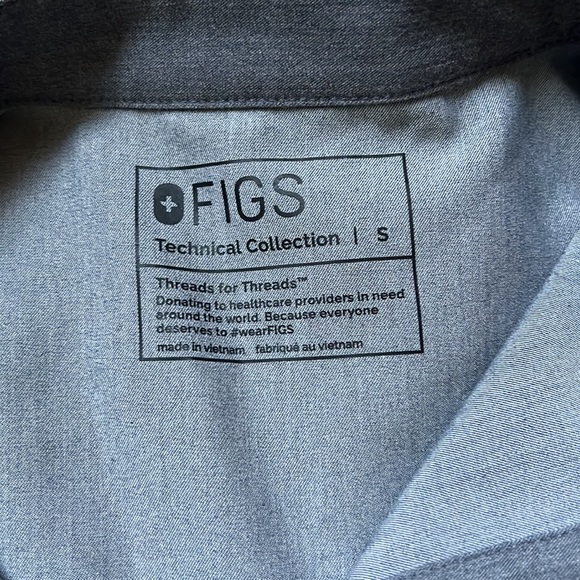 FIGS
Technical Collection | S
Threads for Threads™
Donating to healthcare providers in need
around the world. Because everyone
deserves to #wearFIGS
made in vietnam fabriqué au vietnam